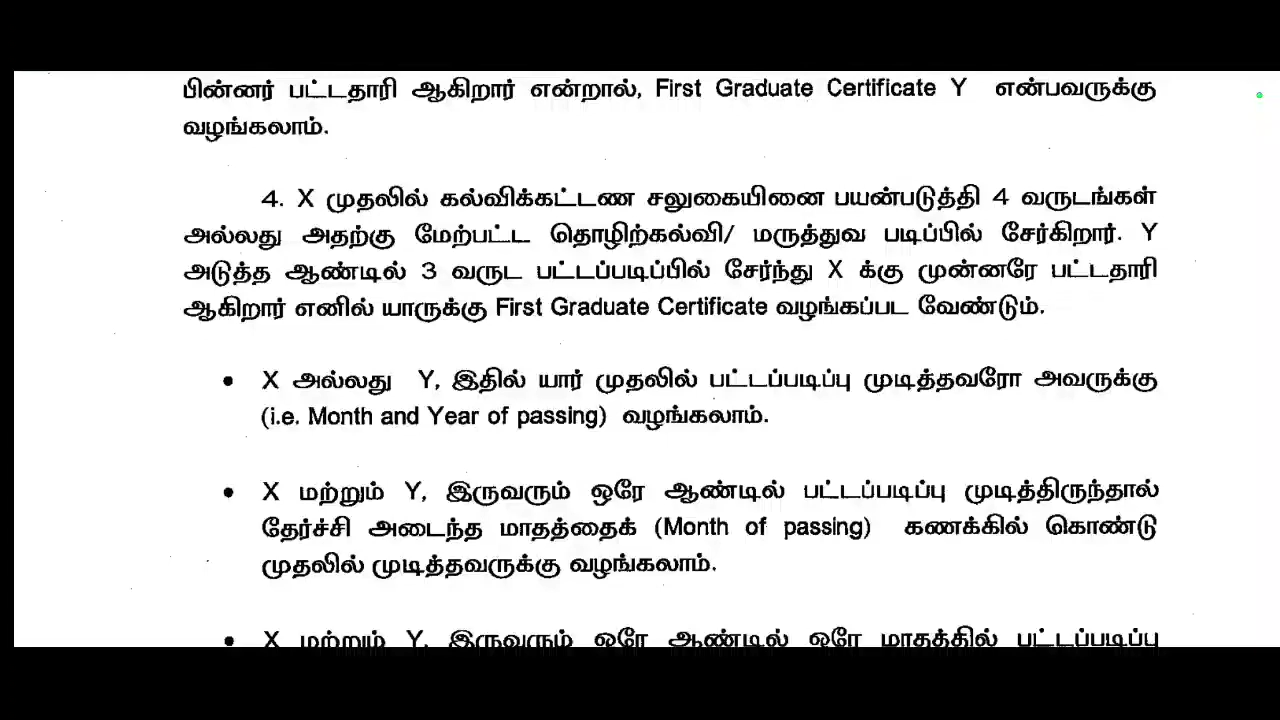 பின்னர் பட்டதாரி ஆகிறார் என்றால், First Graduate Certificate Y என்பவருக்கு
வழங்கலாம்.
4. X முதலில் கல்விக்கட்டண சலுகையினை பயன்படுத்தி 4 வருடங்கள்
அல்லது அதற்கு மேற்பட்ட தொழிற்கல்வி/ மருத்துவ படிப்பில் சேர்கிறார். Y
அடுத்த ஆண்டில் 3 வருட பட்டப்படிப்பில் சேர்ந்து X க்கு முன்னரே பட்டதாரி
ஆகிறார் எனில் யாருக்கு First Graduate Certificate வழங்கப்பட வேண்டும்.
• X அல்லது Y, இதில் யார் முதலில் பட்டப்படிப்பு முடித்தவரோ அவருக்கு
(i.e. Month and Year of passing) வழங்கலாம்.
• X மற்றும் Y, இருவரும் ஒரே ஆண்டில் பட்டப்படிப்பு முடித்திருந்தால்
தேர்ச்சி அடைந்த மாதத்தைக் (Month of passing) கணக்கில் கொண்டு
முதலில் முடித்தவருக்கு வழங்கலாம்.
• X மற்றும் Y, இருவரும் ஒரே ஆண்டில் ஒரே மாதத்தில் பட்டப்படிப்பு